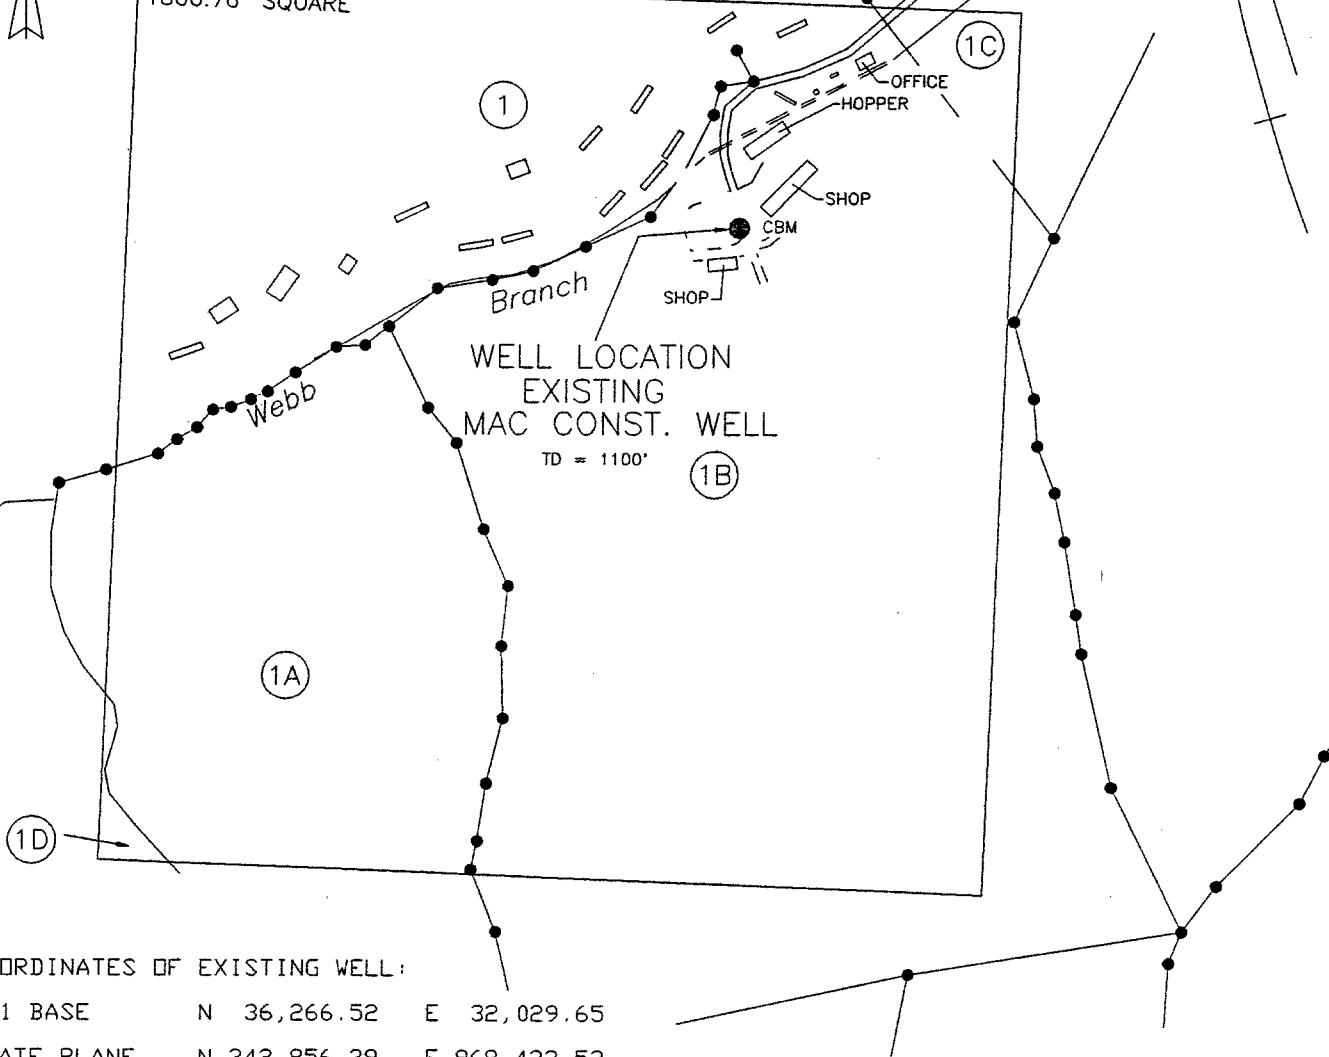 SQUARE
1C
OFFICE
1
HOPPER
SHOP
CBM
Branch
SHOP
WELL LOCATION
EXISTING
MAC CONST. WELL
TD = 1100'
Webb
1B
1A
1D
ORDINATES OF EXISTING WELL:
1 BASE N 36,266.52 E 32,029.65